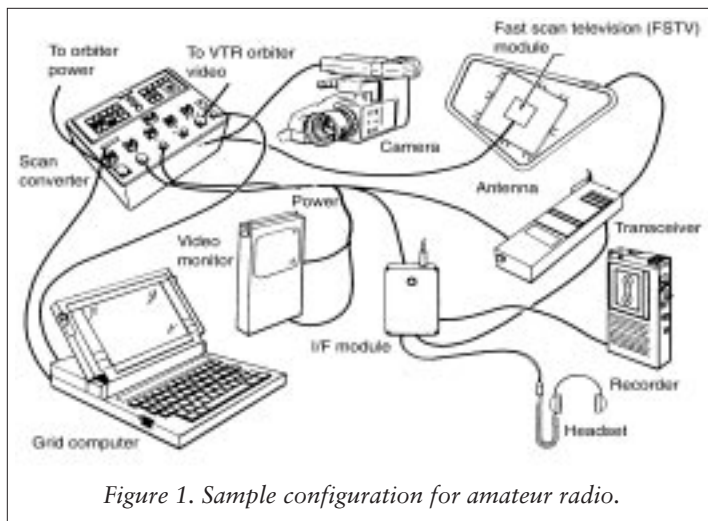 To orbiter
power
To VTR orbiter
video
Fast scan television (FSTV)
module
Camera
Scan
converter
Antenna
Power
Transceiver
Video
monitor
I/F module
Recorder
Headset
Grid computer
Figure 1. Sample configuration for amateur radio.